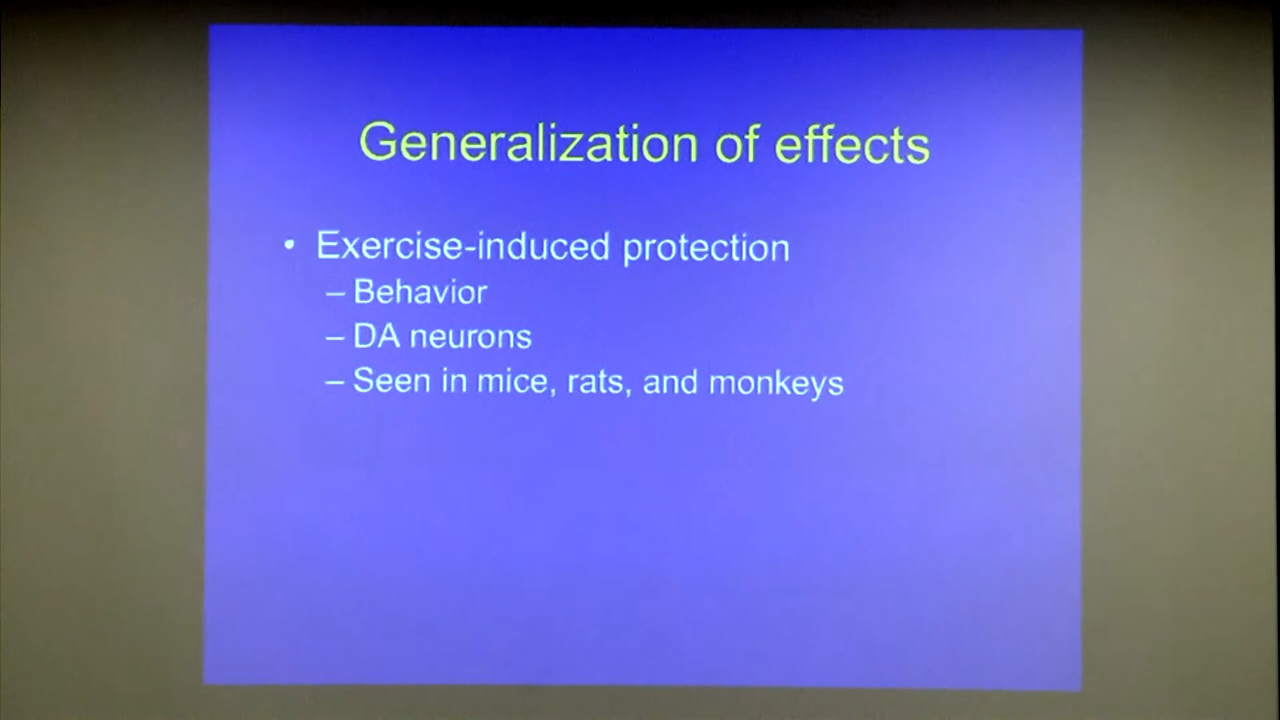 Generalization of effects
• Exercise-induced protection
– Behavior
– DA neurons
– Seen in mice, rats, and monkeys